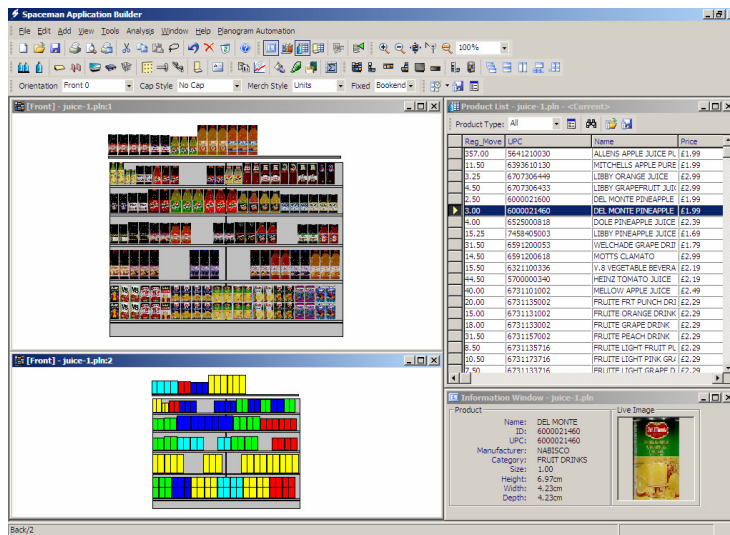 Spaceman Application Builder
File Edit Add View Tools Analysis Window Help Planogram Automation
100%
Orientation Front 0 Cap Style No Cap Merch Style Units Fixed Bookend
[Front] - juice-1.pln:1
Product List - juice-1.pln - <Current>
Product Type: All
Reg_Move UPC Name Price
357.00 5641210030 ALLENS APPLE JUICE PU £1.99
11.50 6393610130 MITCHELLS APPLE PURE £1.99
3.25 6707306449 LIBBY ORANGE JUICE £2.99
4.50 6707306433 LIBBY GRAPEFRUIT JUI £2.99
2.50 6000021600 DEL MONTE PINEAPPLE £1.99
3.00 6000021460 DEL MONTE PINEAPPLE £1.99
4.00 6525000818 DOLE PINEAPPLE JUICE £2.39
15.25 7458405003 LIBBY PINEAPPLE JUICE £1.69
31.50 6591200053 WELCHADE GRAPE DRI £1.79
14.50 6591200618 MOTTS CLAMATO £2.99
15.50 6321100336 V.8 VEGETABLE BEVERA £2.19
44.50 5700000340 HEINZ TOMATO JUICE £2.19
40.00 6731101002 MELLOW APPLE JUICE £2.49
20.00 6731135002 FRUITE FRT PUNCH DRI £2.29
15.00 6731131002 FRUITE ORANGE DRINK £2.29
18.00 6731133002 FRUITE GRAPE DRINK £2.29
31.50 6731157002 FRUITE PEACH DRINK £2.29
8.50 6731135716 FRUITE LIGHT FRUIT PU £2.29
10.50 6731173716 FRUITE LIGHT PINK GRA £2.29
7.50 6731133716 FRUITE LIGHT GRAPE D £2.29
[Front] - juice-1.pln:2
Information Window - juice-1.pln
Product
Live Image
Name: DEL MONTE
ID: 6000021460
UPC: 6000021460
Manufacturer: NABISCO
Category: FRUIT DRINKS
Size: 1.00
Height: 6.97cm
Width: 4.23cm
Depth: 4.23cm
Del Monte
Back/2